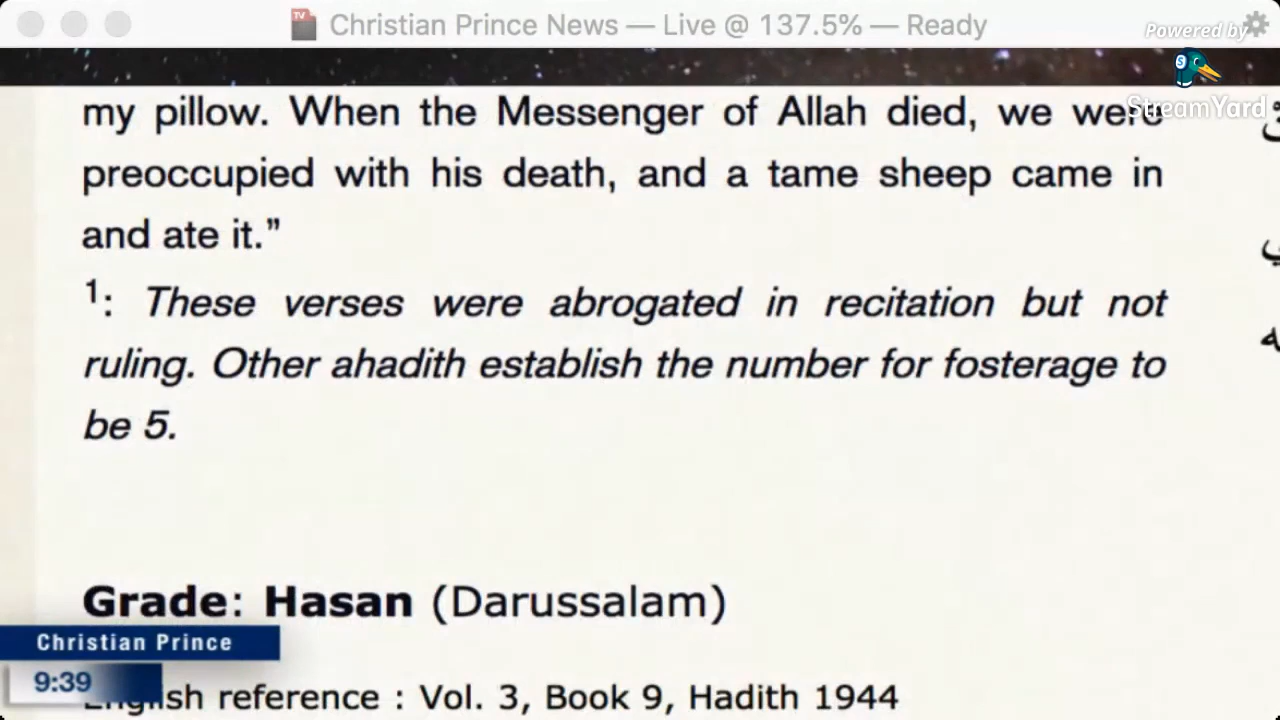 Christian Prince News — Live @ 137.5% — Ready
Powered by
StreamYard
my pillow. When the Messenger of Allah died, we were
preoccupied with his death, and a tame sheep came in
and ate it.”
1: These verses were abrogated in recitation but not
ruling. Other ahadith establish the number for fosterage to
be 5.
Grade: Hasan (Darussalam)
Christian Prince
9:39
English reference : Vol. 3, Book 9, Hadith 1944